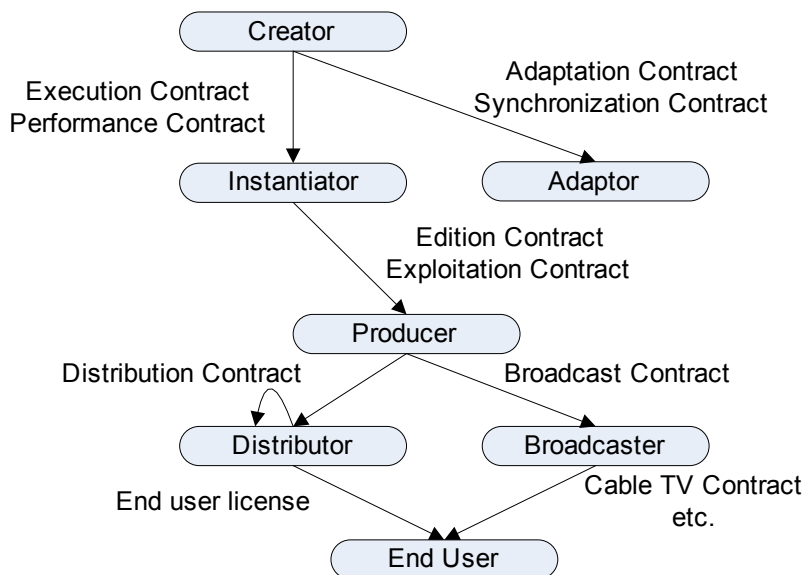 Creator
Execution Contract
Performance Contract
Adaptation Contract
Synchronization Contract
Instantiator
Adaptor
Edition Contract
Exploitation Contract
Producer
Distribution Contract
Broadcast Contract
Distributor
Broadcaster
End user license
Cable TV Contract
etc.
End User